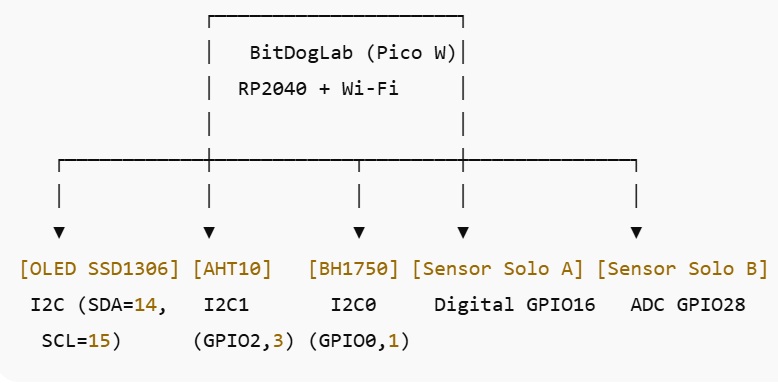 BitDogLab (Pico W)
RP2040 + Wi-Fi
[OLED SSD1306] [AHT10] [BH1750] [Sensor Solo A] [Sensor Solo B]
I2C (SDA=14, I2C1 I2C0 Digital GPIO16 ADC GPIO28
SCL=15) (GPIO2,3) (GPIO0,1)